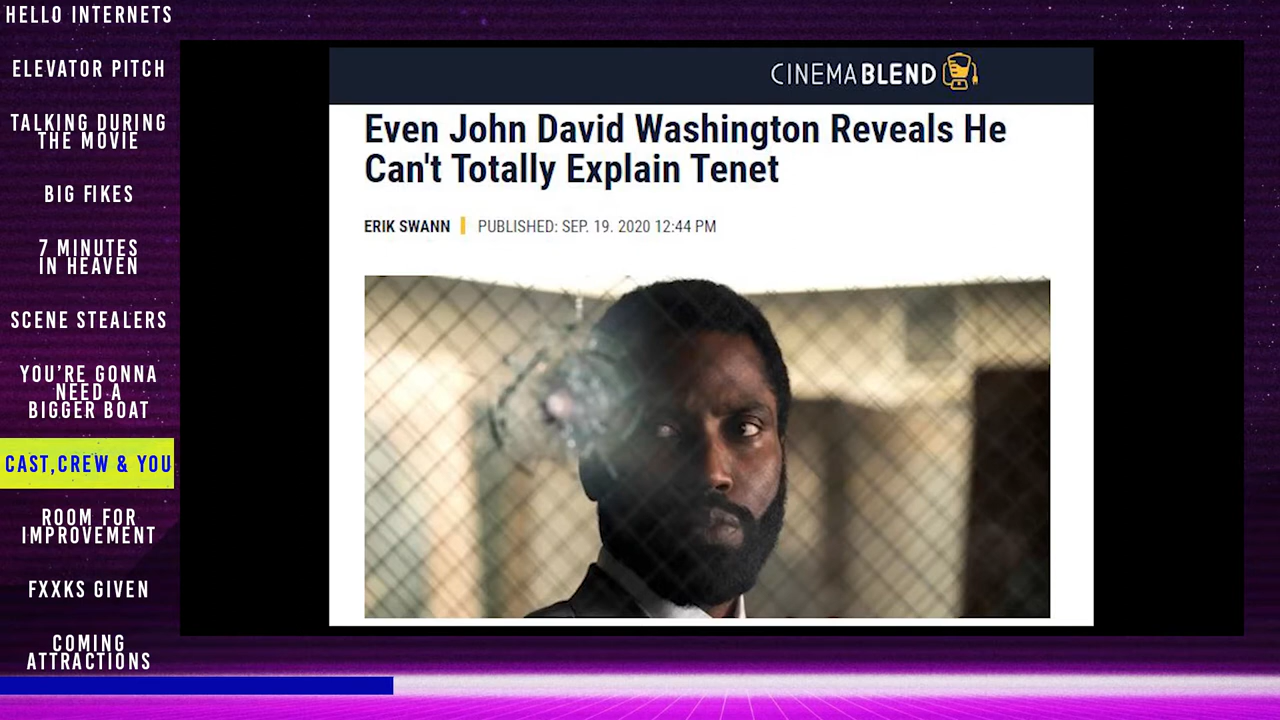 HELLO INTERNETS
ELEVATOR PITCH
TALKING DURING
THE MOVIE
BIG FIKES
7 MINUTES
IN HEAVEN
SCENE STEALERS
YOU'RE GONNA
NEED A
BIGGER BOAT
CAST,CREW & YOU
ROOM FOR
IMPROVEMENT
FXXKS GIVEN
COMING
ATTRACTIONS
CINEMABLEND
Even John David Washington Reveals He
Can't Totally Explain Tenet
ERIK SWANN PUBLISHED: SEP. 19. 2020 12:44 PM